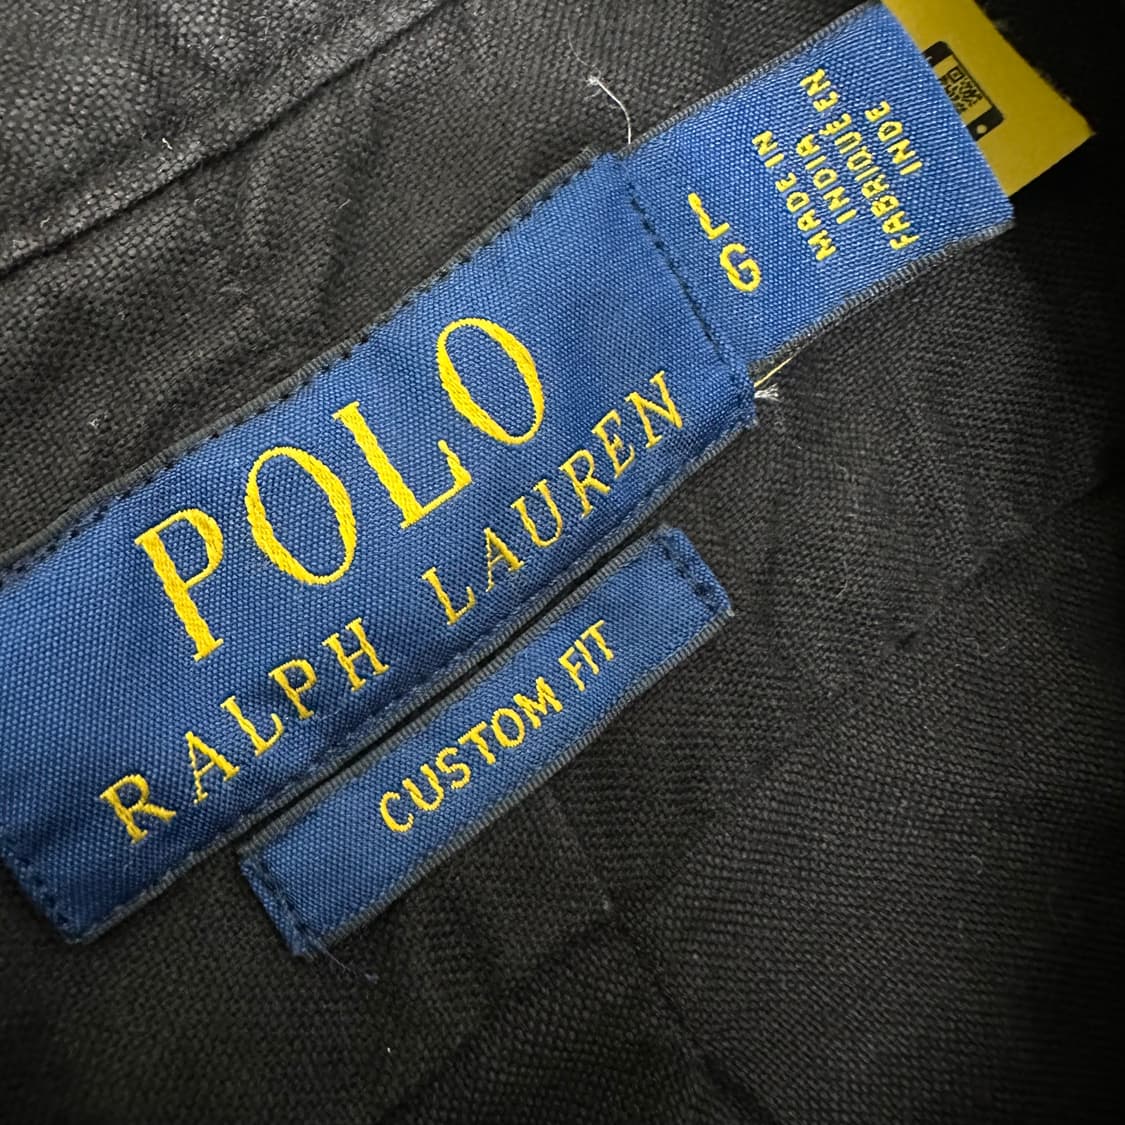 POLO
RALPH LAUREN
CUSTOM FIT
L G
MADE IN
INDIA
FABRIQUÉ EN
INDE